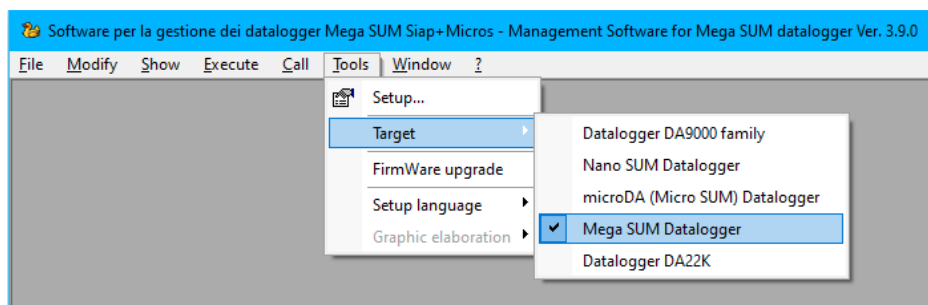 Software per la gestione dei datalogger Mega SUM Siap+Micros - Management Software for Mega SUM datalogger Ver. 3.9.0
File Modify Show Execute Call Tools Window ?
Setup...
Target
FirmWare upgrade
Setup language
Graphic elaboration
Datalogger DA9000 family
Nano SUM Datalogger
microDA (Micro SUM) Datalogger
Mega SUM Datalogger
Datalogger DA22K